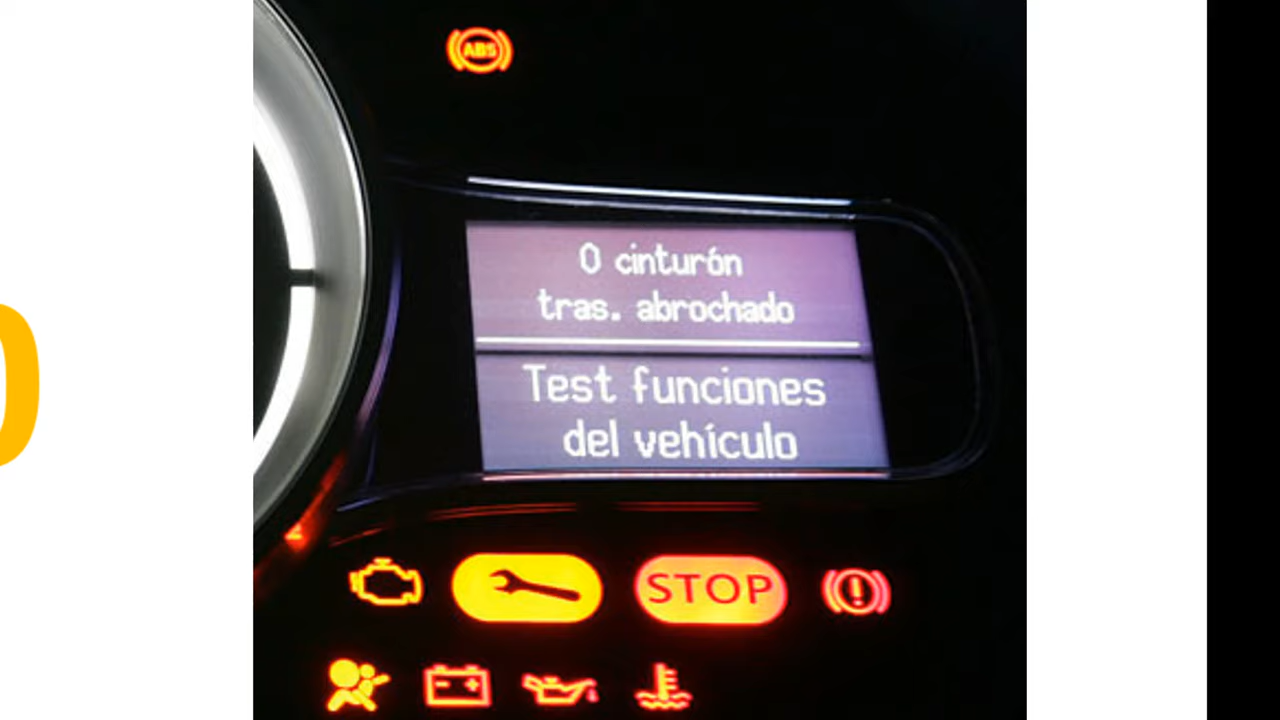 ABS
0 cinturón
tras. abrochado
Test funciones
del vehículo
STOP